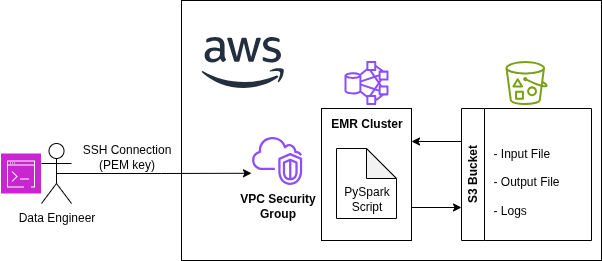 aws
EMR Cluster
SSH Connection
(PEM key)
PySpark
Script
S3 Bucket
- Input File
- Output File
- Logs
VPC Security
Group
Data Engineer